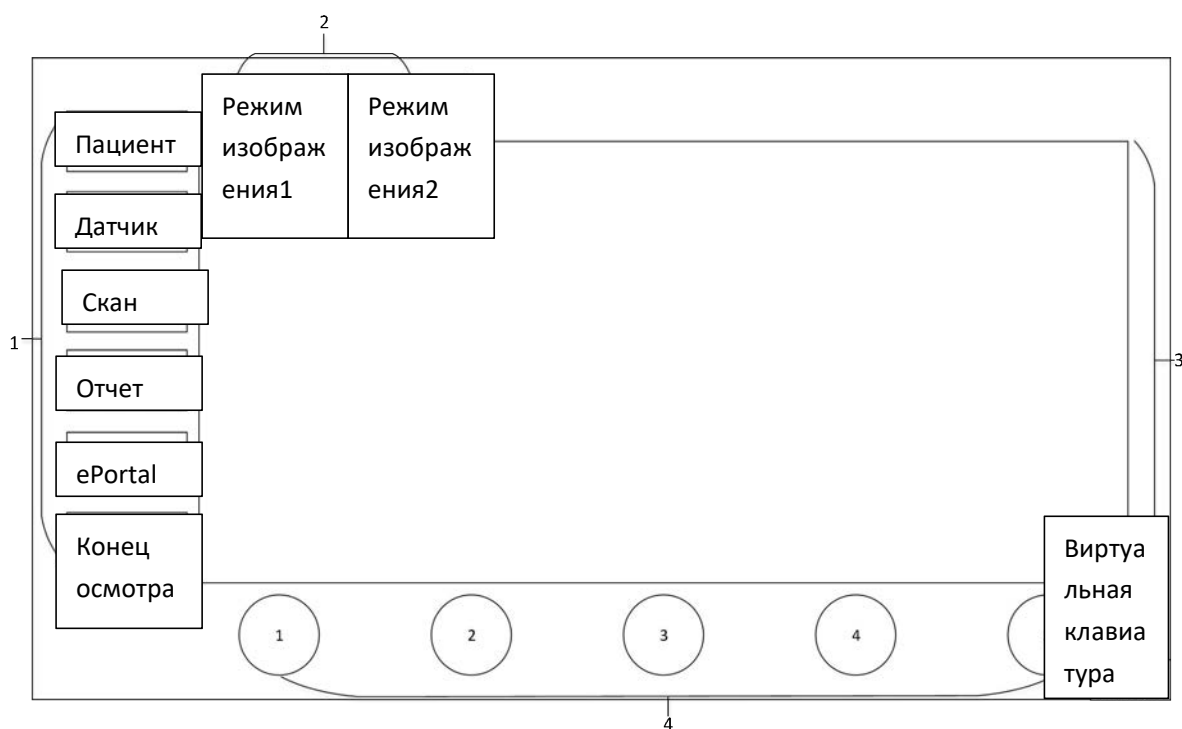 2
Режим
изображ
ения1
Режим
изображ
ения2
Пациент
Датчик
Скан
1
3
Отчет
ePortal
Конец
осмотра
Виртуа
льная
клавиа
тура
1
2
3
4
4